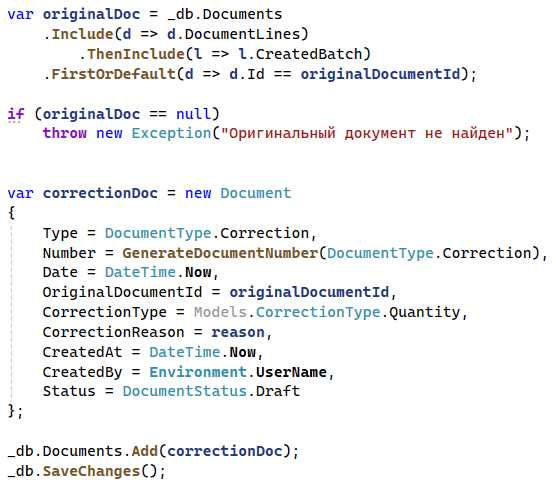 var originalDoc = _db.Documents
.Include(d => d.DocumentLines)
.ThenInclude(l => l.CreatedBatch)
.FirstOrDefault(d => d.Id == originalDocumentId);
if (originalDoc == null)
throw new Exception("Оригинальный документ не найден");
var correctionDoc = new Document
{
Type = DocumentType.Correction,
Number = GenerateDocumentNumber(DocumentType.Correction),
Date = DateTime.Now,
OriginalDocumentId = originalDocumentId,
CorrectionType = Models.CorrectionType.Quantity,
CorrectionReason = reason,
CreatedAt = DateTime.Now,
CreatedBy = Environment.UserName,
Status = DocumentStatus.Draft
};
_db.Documents.Add(correctionDoc);
_db.SaveChanges();